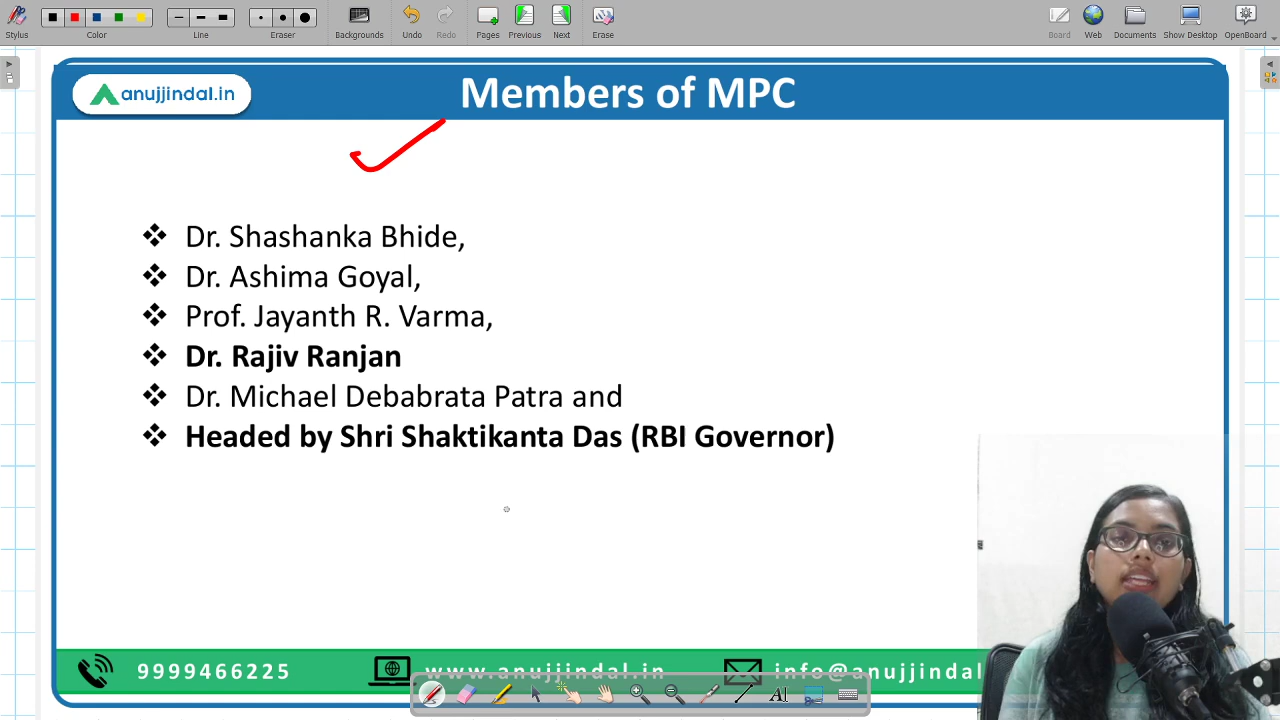 Stylus Color Line Eraser Backgrounds Undo Redo Pages Previous Next Erase Board Web Documents Show Desktop OpenBoard
anujjindal.in
Members of MPC
Dr. Shashanka Bhide,
Dr. Ashima Goyal,
Prof. Jayanth R. Varma,
Dr. Rajiv Ranjan
Dr. Michael Debabrata Patra and
Headed by Shri Shaktikanta Das (RBI Governor)
9999466225 www.anujjindal.in info@anujjindal